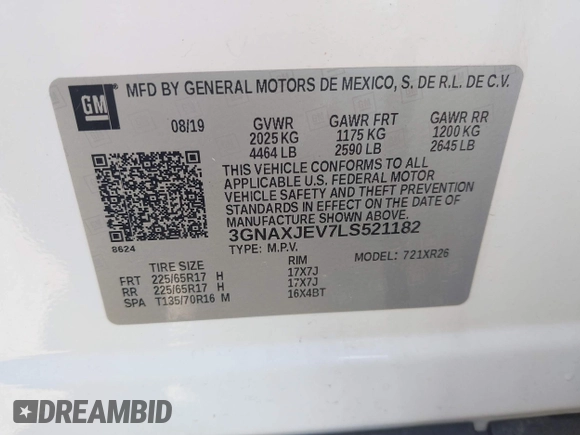 GM
MFD BY GENERAL MOTORS DE MEXICO, S. DE R.L. DE C.V.
08/19 GVWR GAWR FRT GAWR RR
2025 KG 1175 KG 1200 KG
4464 LB 2590 LB 2645 LB
THIS VEHICLE CONFORMS TO ALL
APPLICABLE U.S. FEDERAL MOTOR
VEHICLE SAFETY AND THEFT PREVENTION
STANDARDS IN EFFECT ON THE DATE OF
MANUFACTURE SHOWN ABOVE.
8624
3GNAXJEV7LS521182
TYPE: M.P.V. MODEL: 721XR26
TIRE SIZE RIM
FRT 225/65R17 H 17X7J
RR 225/65R17 H 17X7J
SPA T135/70R16 M 16X4BT
DREAMBID